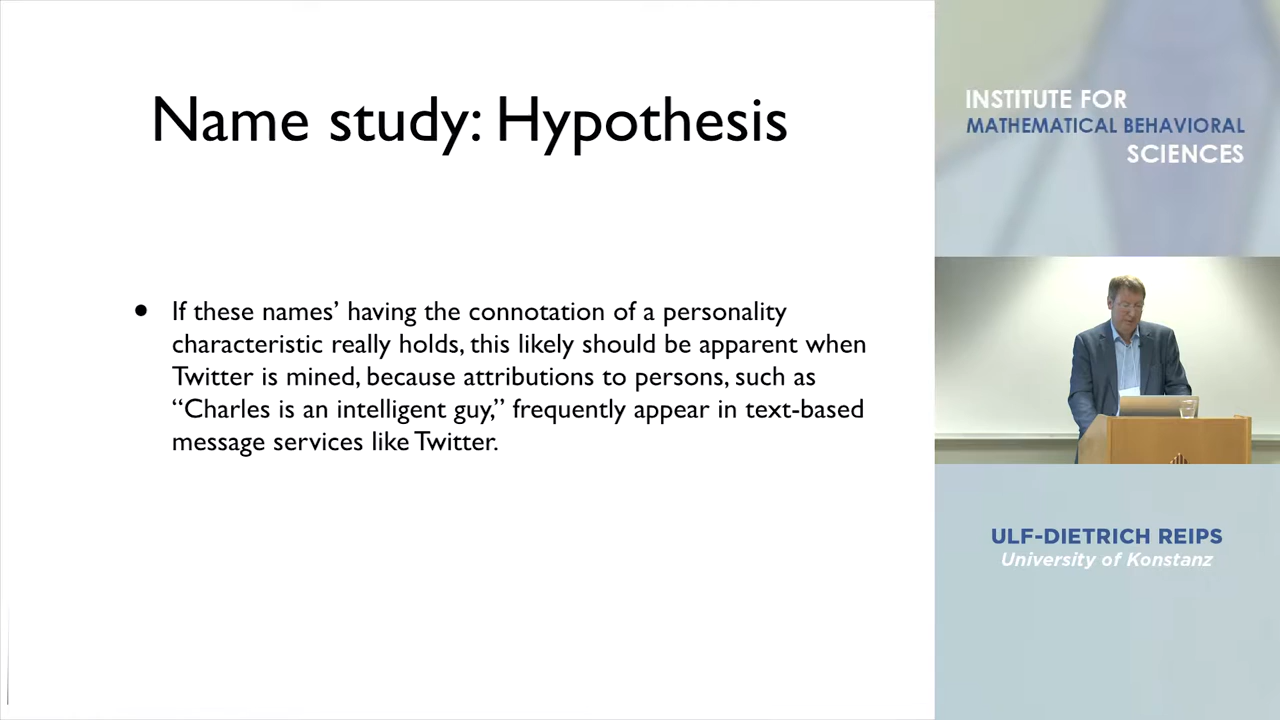 Name study: Hypothesis
• If these names’ having the connotation of a personality
characteristic really holds, this likely should be apparent when
Twitter is mined, because attributions to persons, such as
“Charles is an intelligent guy,” frequently appear in text-based
message services like Twitter.
INSTITUTE FOR
MATHEMATICAL BEHAVIORAL
SCIENCES
ULF-DIETRICH REIPS
University of Konstanz